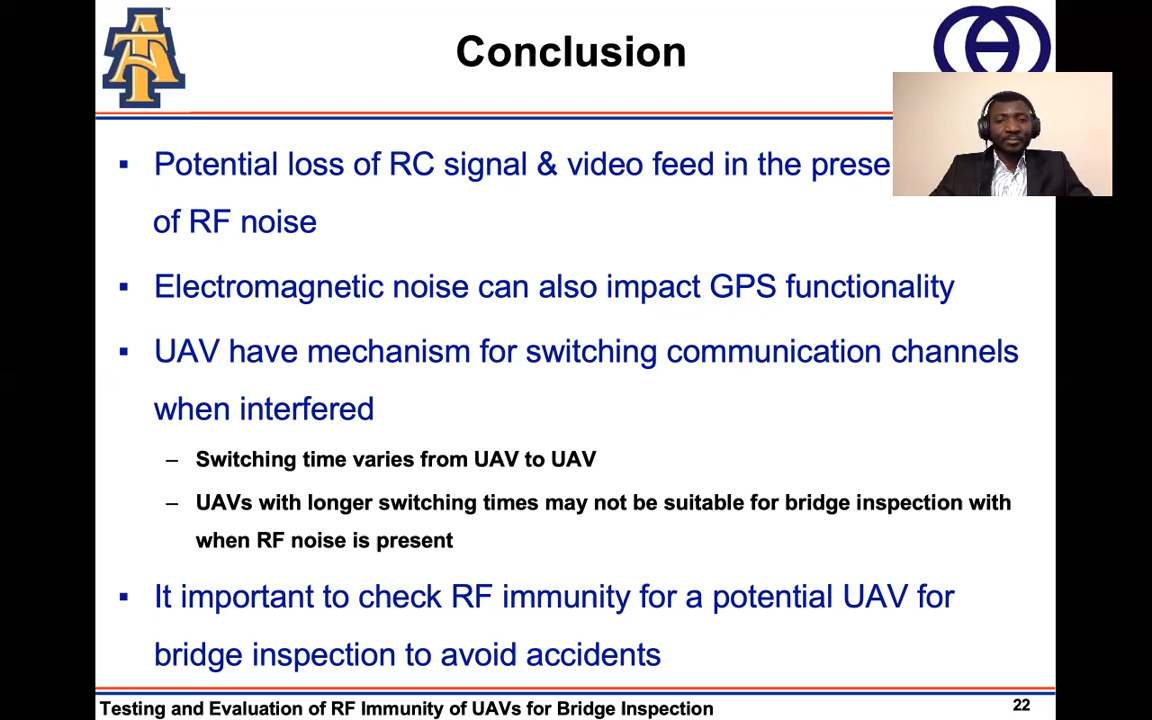 Conclusion
▪ Potential loss of RC signal & video feed in the
of RF noise
▪ Electromagnetic noise can also impact GPS functionality
▪ UAV have mechanism for switching communication channels
when interfered
– Switching time varies from UAV to UAV
– UAVs with longer switching times may not be suitable for bridge inspection with
when RF noise is present
▪ It important to check RF immunity for a potential UAV for
bridge inspection to avoid accidents
Testing and Evaluation of RF Immunity of UAVs for Bridge Inspection
22